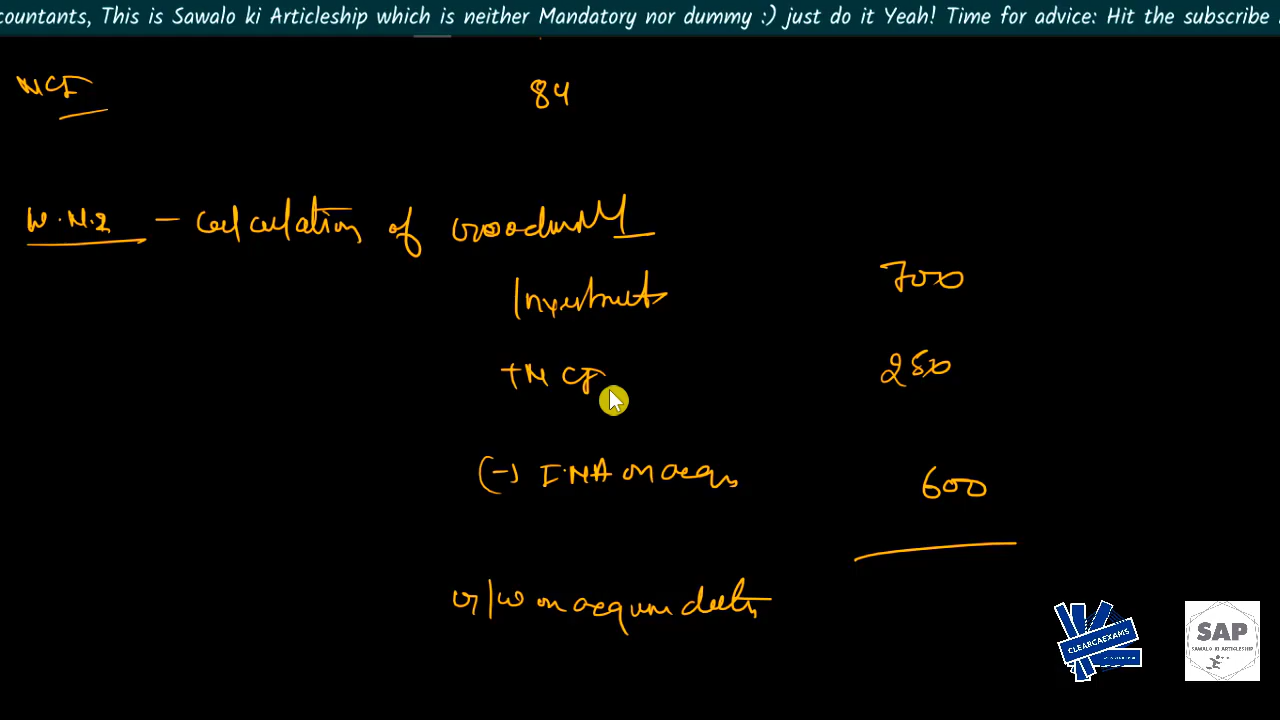 countants, This is Sawalo ki Articleship which is neither Mandatory nor dummy :) just do it Yeah! Time for advice: Hit the subscribe
NCI 84
W.N.2 – Calculation of Goodwill
Investment 700
+ NCI 250
(-) INA on acqn 600
G/W on acqun date
CLEARCAEXAMS
SAP
SAWALO KI ARTICLESHIP